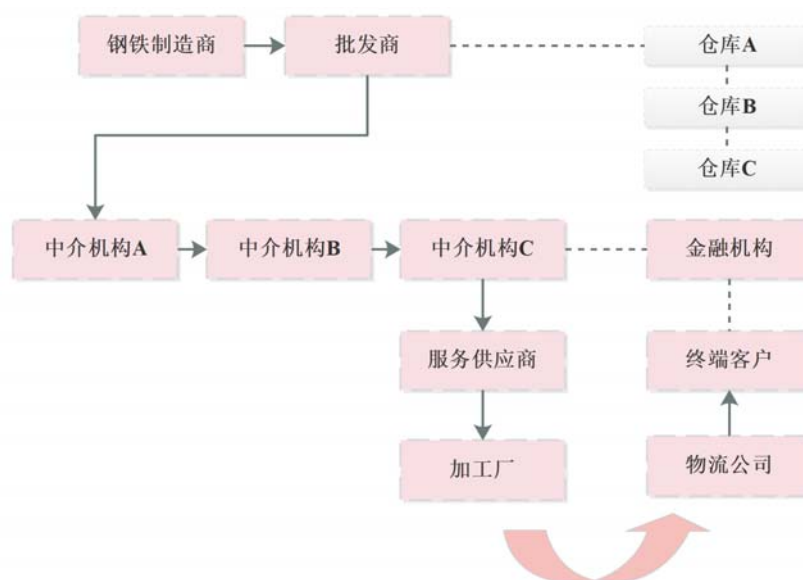 钢铁制造商
批发商
仓库A
仓库B
仓库C
中介机构A
中介机构B
中介机构C
金融机构
服务供应商
终端客户
加工厂
物流公司